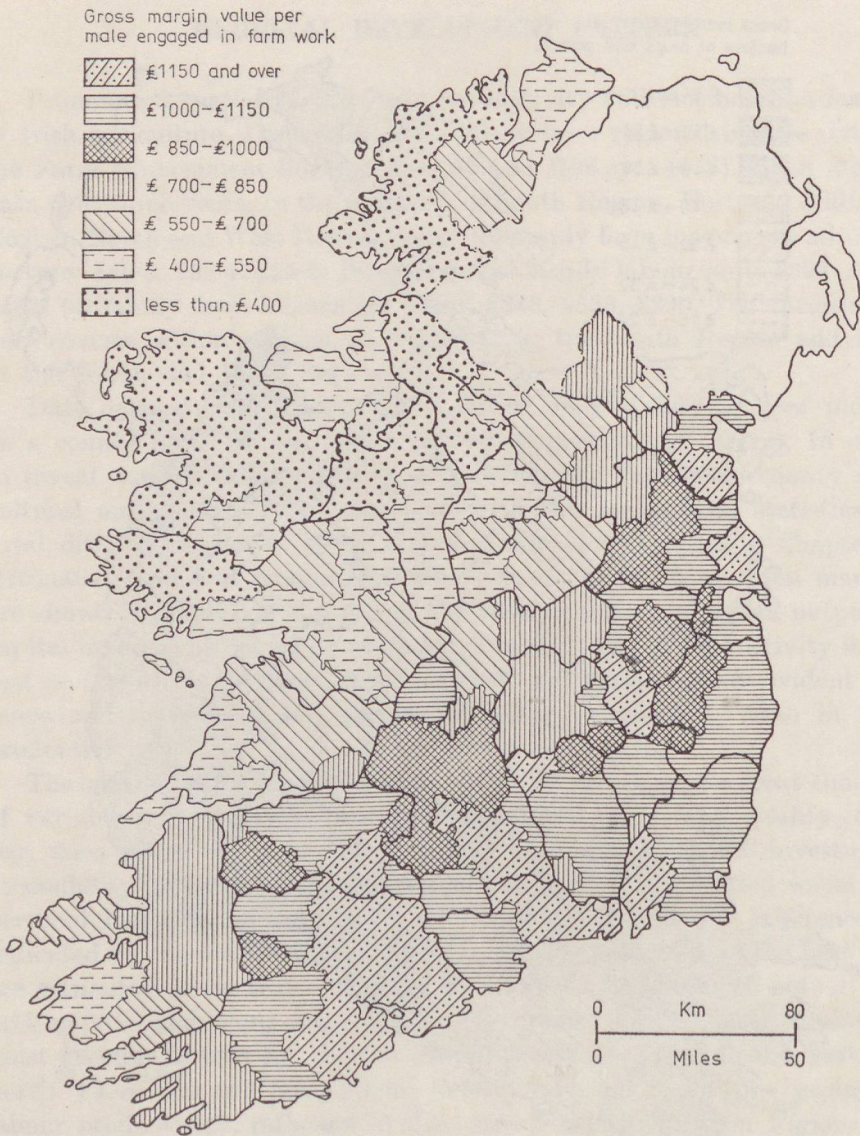 Gross margin value per
male engaged in farm work
£1150 and over
£1000-£1150
£ 850-£1000
£ 700-£ 850
£ 550-£ 700
£ 400-£ 550
less than £400
0 Km 80
0 Miles 50